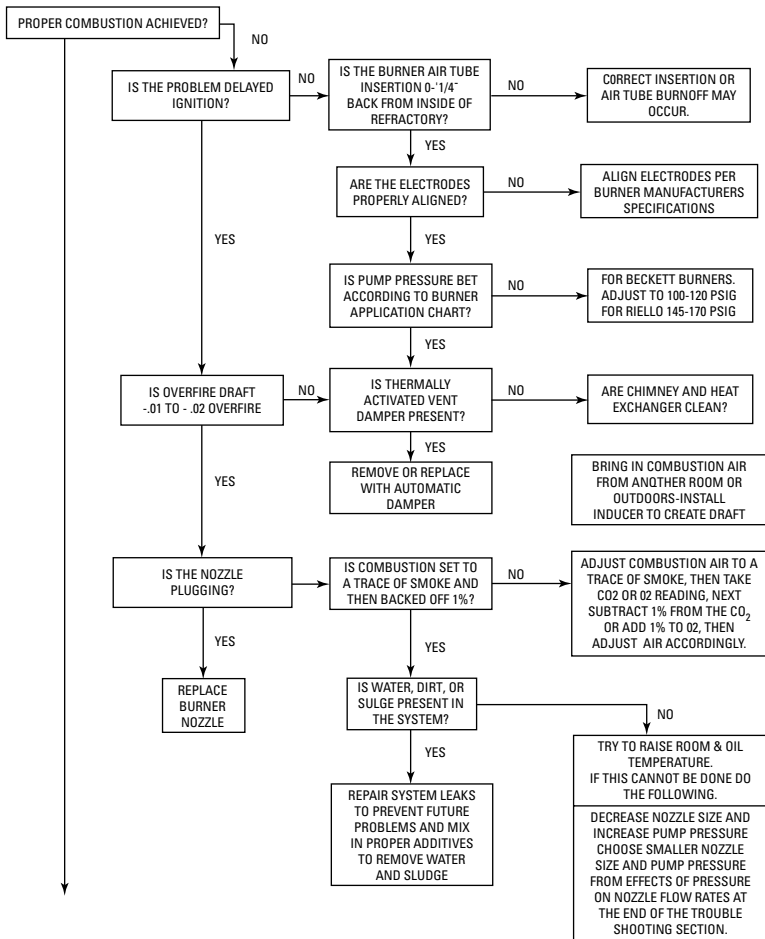 PROPER COMBUSTION ACHIEVED?
NO
IS THE PROBLEM DELAYED
IGNITION?
NO
IS THE BURNER AIR TUBE
INSERTION 0-'1/4"
BACK FROM INSIDE OF
REFRACTORY?
NO
CORRECT INSERTION OR
AIR TUBE BURNOFF MAY
OCCUR.
YES
ARE THE ELECTRODES
PROPERLY ALIGNED?
NO
ALIGN ELECTRODES PER
BURNER MANUFACTURERS
SPECIFICATIONS
YES
YES
IS PUMP PRESSURE BET
ACCORDING TO BURNER
APPLICATION CHART?
NO
FOR BECKETT BURNERS.
ADJUST TO 100-120 PSIG
FOR RIELLO 145-170 PSIG
YES
IS OVERFIRE DRAFT
-.01 TO - .02 OVERFIRE
NO
IS THERMALLY
ACTIVATED VENT
DAMPER PRESENT?
NO
ARE CHIMNEY AND HEAT
EXCHANGER CLEAN?
YES
YES
REMOVE OR REPLACE
WITH AUTOMATIC
DAMPER
BRING IN COMBUSTION AIR
FROM ANOTHER ROOM OR
OUTDOORS-INSTALL
INDUCER TO CREATE DRAFT
IS THE NOZZLE
PLUGGING?
IS COMBUSTION SET TO
A TRACE OF SMOKE AND
THEN BACKED OFF 1%?
NO
ADJUST COMBUSTION AIR TO A
TRACE OF SMOKE, THEN TAKE
CO2 OR 02 READING, NEXT
SUBTRACT 1% FROM THE CO₂
OR ADD 1% TO 02, THEN
ADJUST AIR ACCORDINGLY.
YES
YES
REPLACE
BURNER
NOZZLE
IS WATER, DIRT, OR
SULGE PRESENT IN
THE SYSTEM?
NO
YES
TRY TO RAISE ROOM & OIL
TEMPERATURE.
IF THIS CANNOT BE DONE DO
THE FOLLOWING.
REPAIR SYSTEM LEAKS
TO PREVENT FUTURE
PROBLEMS AND MIX
IN PROPER ADDITIVES
TO REMOVE WATER
AND SLUDGE
DECREASE NOZZLE SIZE AND
INCREASE PUMP PRESSURE
CHOOSE SMALLER NOZZLE
SIZE AND PUMP PRESSURE
FROM EFFECTS OF PRESSURE
ON NOZZLE FLOW RATES AT
THE END OF THE TROUBLE
SHOOTING SECTION.